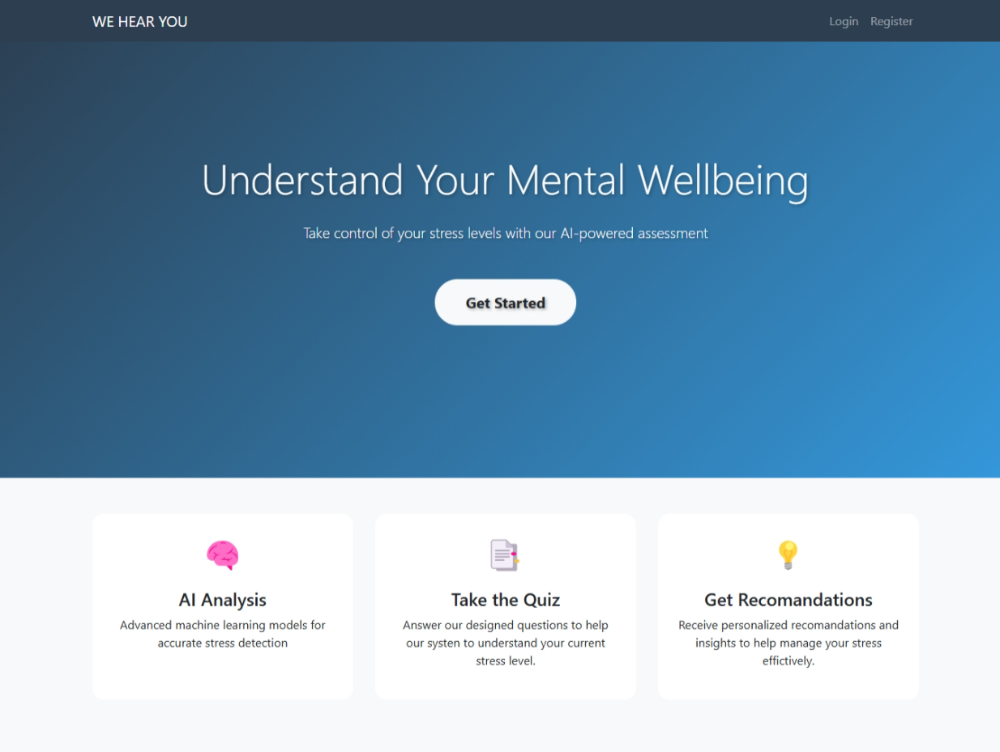 WE HEAR YOU
Login Register
Understand Your Mental Wellbeing
Take control of your stress levels with our AI-powered assessment
Get Started
AI Analysis
Advanced machine learning models for
accurate stress detection
Take the Quiz
Answer our designed questions to help
our systen to understand your current
stress level.
Get Recomandations
Receive personalized recomandations and
insights to help manage your stress
effictively.